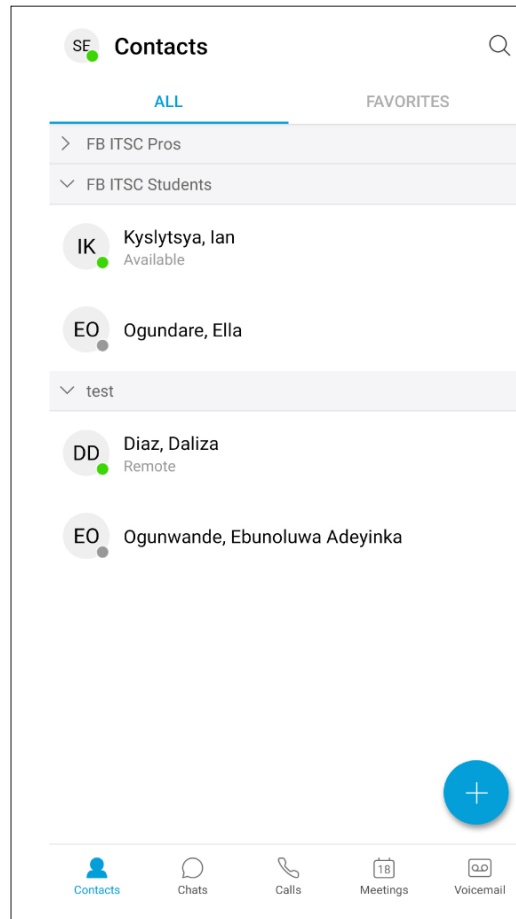 SE Contacts
ALL FAVORITES
FB ITSC Pros
FB ITSC Students
IK Kyslytsya, Ian
Available
EO Ogundare, Ella
test
DD Diaz, Daliza
Remote
EO Ogunwande, Ebunoluwa Adeyinka
18
Contacts Chats Calls Meetings Voicemail